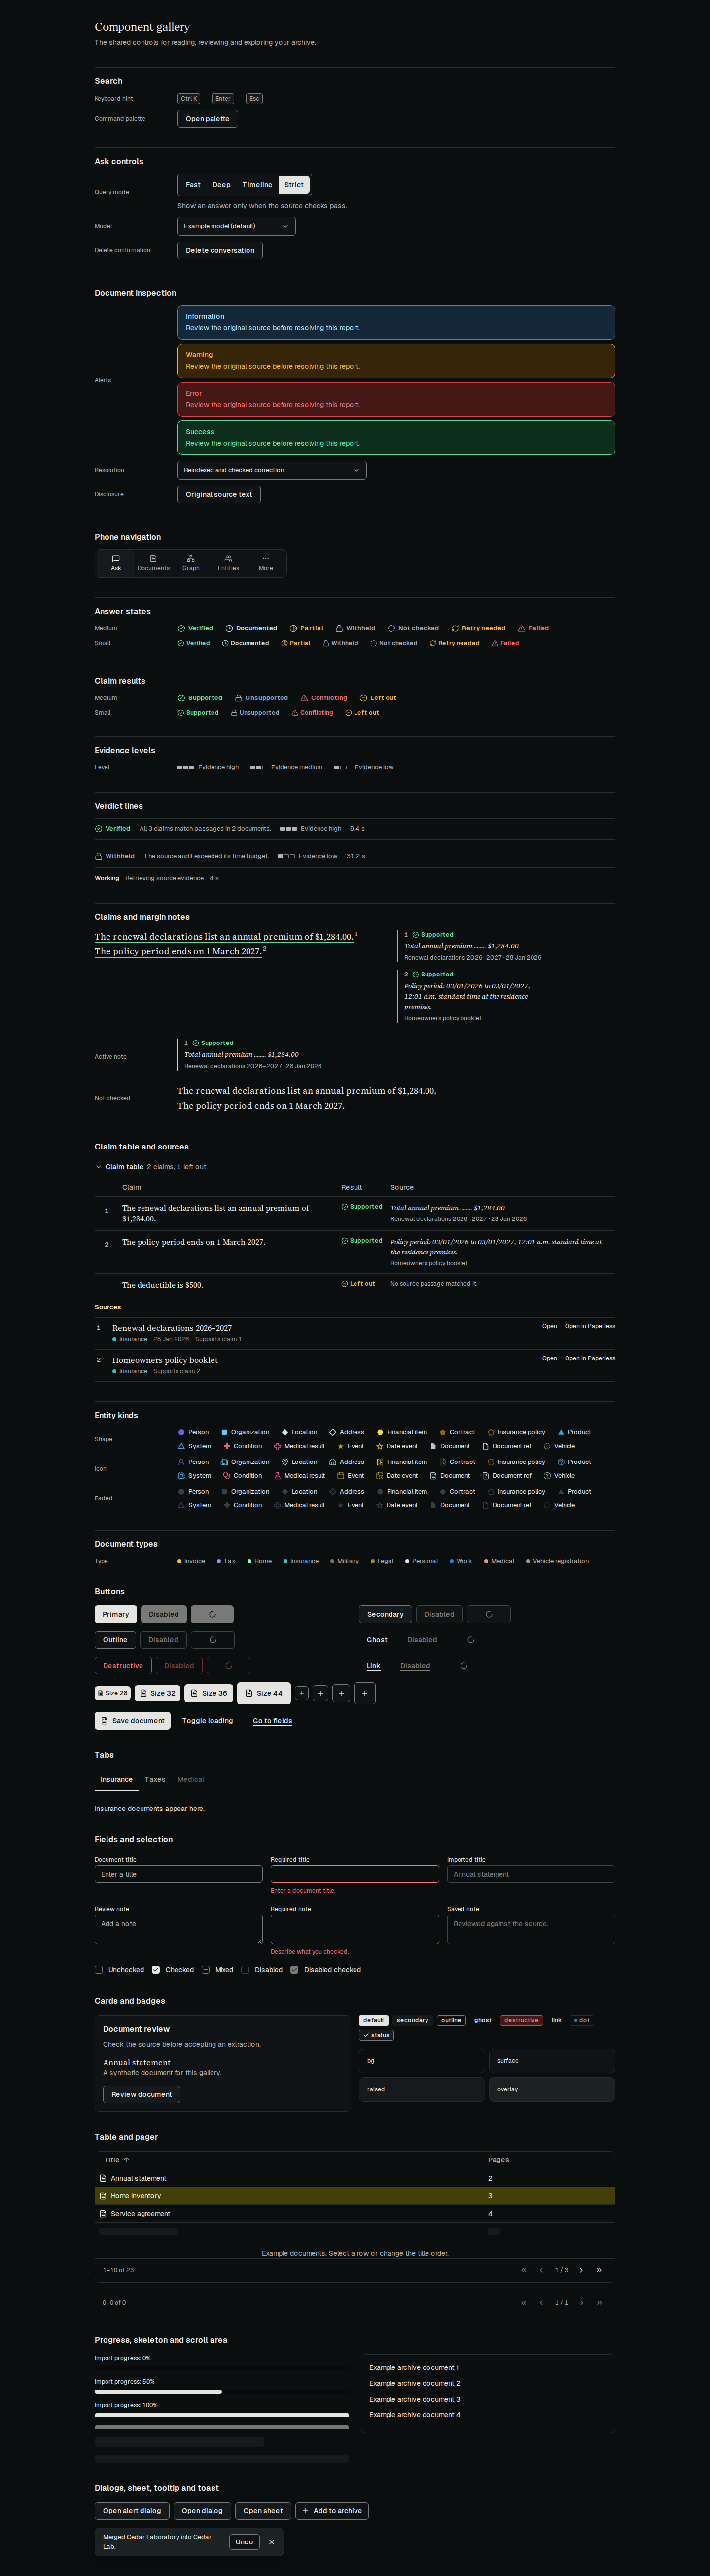 Component gallery
The shared controls for reading, reviewing and exploring your archive.
Search
Keyboard hint Ctrl K Enter Esc
Command palette Open palette
Ask controls
Query mode Fast Deep Timeline Strict
Show an answer only when the source checks pass.
Model Example model (default)
Delete confirmation Delete conversation
Document inspection
Alerts
Information
Review the original source before resolving this report.
Warning
Review the original source before resolving this report.
Error
Review the original source before resolving this report.
Success
Review the original source before resolving this report.
Resolution Reindexed and checked correction
Disclosure Original source text
Phone navigation
Ask Documents Graph Entities More
Answer states
Medium Verified Documented Partial Withheld Not checked Retry needed Failed
Small Verified Documented Partial Withheld Not checked Retry needed Failed
Claim results
Medium Supported Unsupported Conflicting Left out
Small Supported Unsupported Conflicting Left out
Evidence levels
Level Evidence high Evidence medium Evidence low
Verdict lines
Verified All 3 claims match passages in 2 documents. Evidence high 8.4 s
Withheld The source audit exceeded its time budget. Evidence low 31.2 s
Working Retrieving source evidence 4 s
Claims and margin notes
The renewal declarations list an annual premium of $1,284.00. 1
The policy period ends on 1 March 2027. 2
1 Supported
Total annual premium ........ $1,284.00
Renewal declarations 2026–2027 · 28 Jan 2026
2 Supported
Policy period: 03/01/2026 to 03/01/2027,
12:01 a.m. standard time at the residence
premises.
Homeowners policy booklet
Active note
1 Supported
Total annual premium ........ $1,284.00
Renewal declarations 2026–2027 · 28 Jan 2026
Not checked
The renewal declarations list an annual premium of $1,284.00.
The policy period ends on 1 March 2027.
Claim table and sources
Claim table 2 claims, 1 left out
Claim Result Source
1 The renewal declarations list an annual premium of
$1,284.00.
Supported
Total annual premium ........ $1,284.00
Renewal declarations 2026–2027 · 28 Jan 2026
2 The policy period ends on 1 March 2027.
Supported
Policy period: 03/01/2026 to 03/01/2027, 12:01 a.m. standard time at
the residence premises.
Homeowners policy booklet
The deductible is $500. Left out No source passage matched it.
Sources
1 Renewal declarations 2026–2027 Open Open in Paperless
Insurance 28 Jan 2026 Supports claim 1
2 Homeowners policy booklet Open Open in Paperless
Insurance Supports claim 2
Entity kinds
Shape
Person Organization Location Address Financial item Contract Insurance policy Product
System Condition Medical result Event Date event Document Document ref Vehicle
Icon
Person Organization Location Address Financial item Contract Insurance policy Product
System Condition Medical result Event Date event Document Document ref Vehicle
Faded
Person Organization Location Address Financial item Contract Insurance policy Product
System Condition Medical result Event Date event Document Document ref Vehicle
Document types
Type Invoice Tax Home Insurance Military Legal Personal Work Medical Vehicle registration
Buttons
Primary Disabled Secondary Disabled
Outline Disabled Ghost Disabled
Destructive Disabled Link Disabled
Size 28 Size 32 Size 36 Size 44
Save document Toggle loading Go to fields
Tabs
Insurance Taxes Medical
Insurance documents appear here.
Fields and selection
Document title Required title Imported title
Enter a title Annual statement
Enter a document title.
Review note Required note Saved note
Add a note Reviewed against the source.
Describe what you checked.
Unchecked Checked Mixed Disabled Disabled checked
Cards and badges
Document review
Check the source before accepting an extraction.
Annual statement
A synthetic document for this gallery.
Review document
default secondary outline ghost destructive link dot
status
bg surface
raised overlay
Table and pager
Title Pages
Annual statement 2
Home inventory 3
Service agreement 4
Example documents. Select a row or change the title order.
1–10 of 23 1 / 3
0–0 of 0 1 / 1
Progress, skeleton and scroll area
Import progress: 0%
Import progress: 50%
Import progress: 100%
Example archive document 1
Example archive document 2
Example archive document 3
Example archive document 4
Dialogs, sheet, tooltip and toast
Open alert dialog Open dialog Open sheet Add to archive
Merged Cedar Laboratory into Cedar
Lab.
Undo